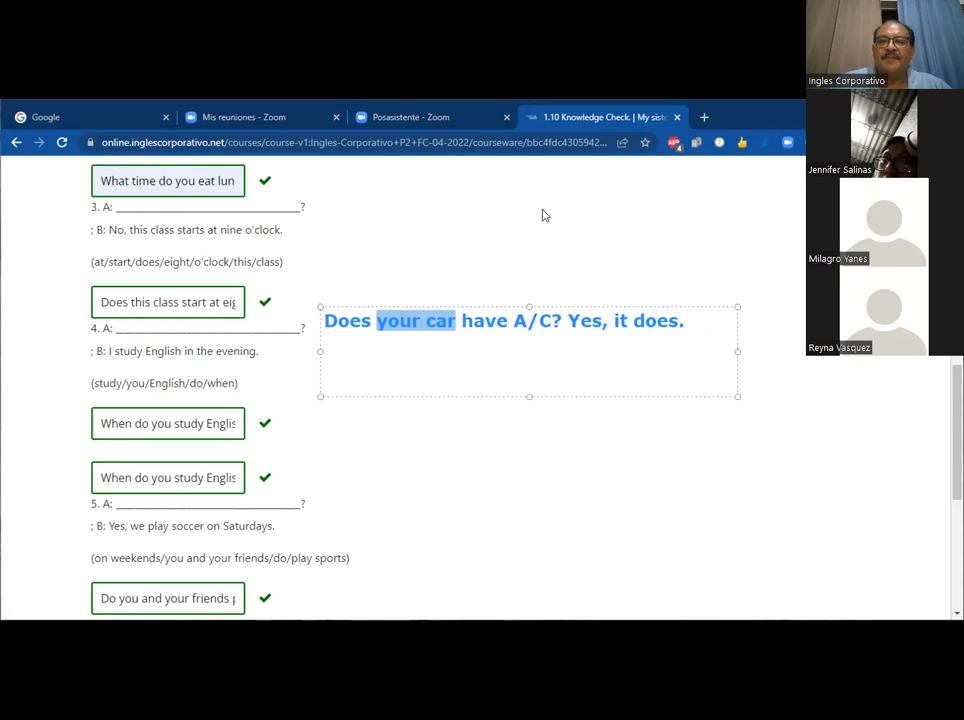 Google
Mis reuniones - Zoom
Posasistente - Zoom
1.10 Knowledge Check. | My siste
online.inglescorporativo.net/courses/course-v1:Ingles-Corporativo+P2+FC-04-2022/courseware/bbc4fdc4305942...
What time do you eat lun
3. A: ______________________________?
; B: No, this class starts at nine o'clock.
(at/start/does/eight/o'clock/this/class)
Does this class start at eig
4. A: ______________________________?
; B: I study English in the evening.
(study/you/English/do/when)
When do you study Englis
When do you study Englis
5. A: ______________________________?
; B: Yes, we play soccer on Saturdays.
(on weekends/you and your friends/do/play sports)
Do you and your friends p
Does your car have A/C? Yes, it does.
Ingles Corporativo
Jennifer Salinas
Milagro Yanes
Reyna Vasquez